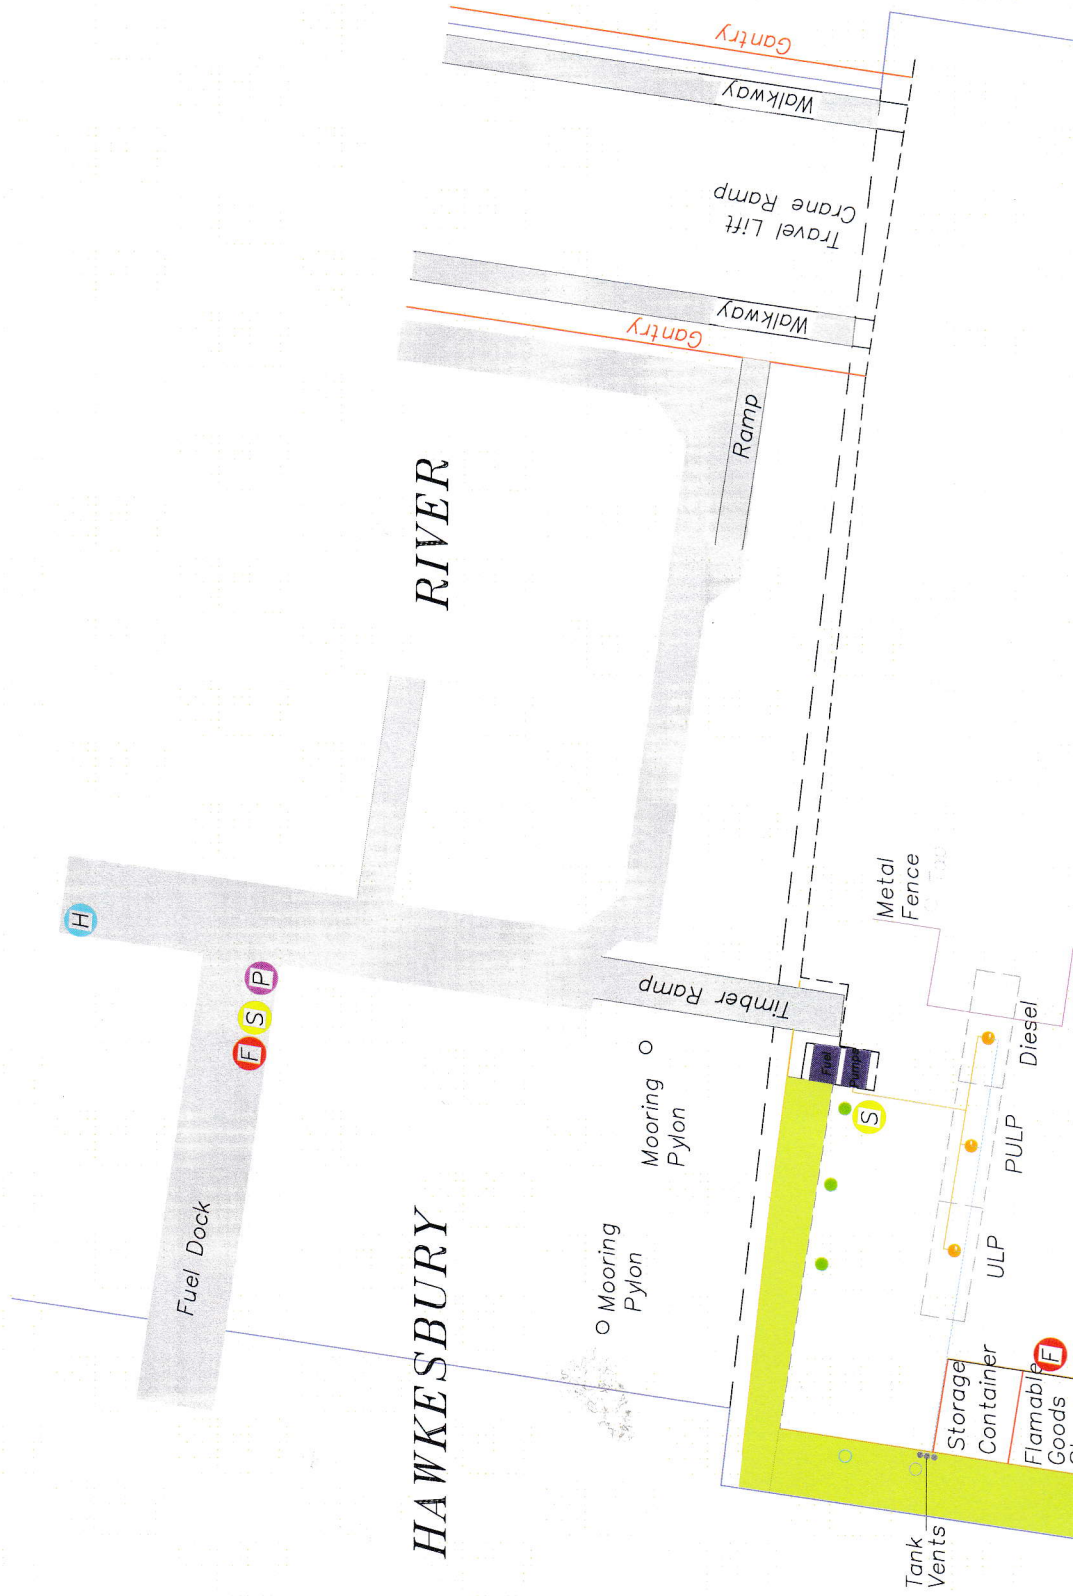 Gantry
Walkway
Travel Lift
Crane Ramp
Walkway
Gantry
Ramp
RIVER
HAWKESBURY
H
P
S
F
Fuel Dock
Timber Ramp
Mooring
Pylon
Mooring
Pylon
Metal
Fence
Fuel
Pumps
S
Diesel
PULP
ULP
Storage
Container
F
Flamable
Goods
Tank
Vents